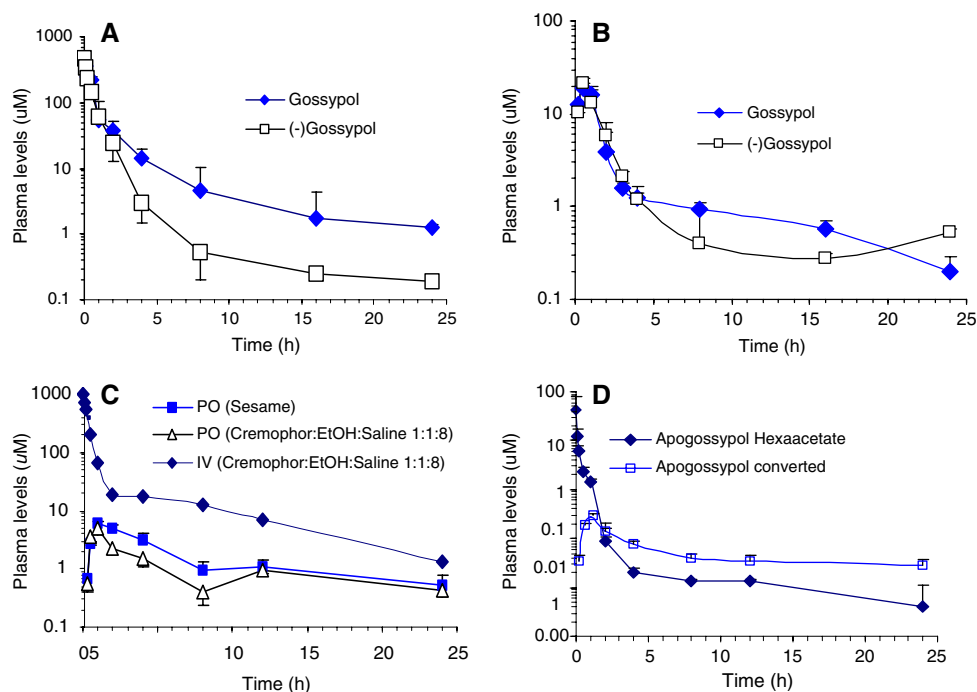 A
Plasma levels (uM)
1000
100
10
1
0.1
Gossypol
(-)Gossypol
0 5 10 15 20 25
Time (h)
B
Plasma levels (uM)
100
10
1
0.1
Gossypol
(-)Gossypol
0 5 10 15 20 25
Time (h)
C
Plasma levels (uM)
1000
100
10
1
0.1
PO (Sesame)
PO (Cremophor:EtOH:Saline 1:1:8)
IV (Cremophor:EtOH:Saline 1:1:8)
05 10 15 20 25
Time (h)
D
Plasma levels (uM)
100
10
1
0.1
0.01
1
0.00
Apogossypol Hexaacetate
Apogossypol converted
0 5 10 15 20 25
Time (h)